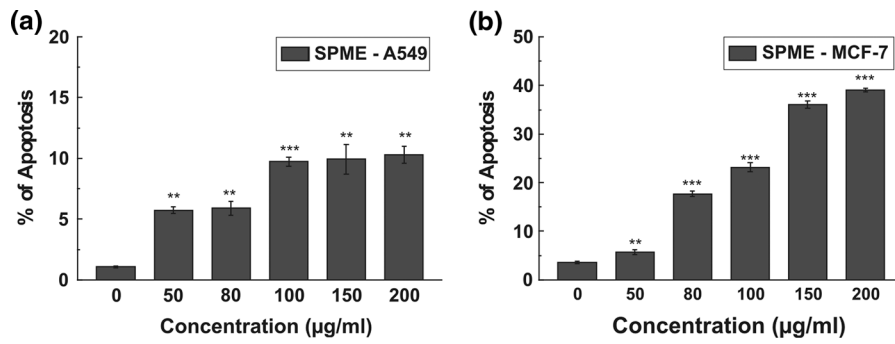 (a)
20
15
10
5
0
% of Apoptosis
SPME - A549
**
**
***
**
**
0 50 80 100 150 200
Concentration (µg/ml)
(b)
50
40
30
20
10
0
% of Apoptosis
SPME - MCF-7
**
***
***
***
***
0 50 80 100 150 200
Concentration (µg/ml)